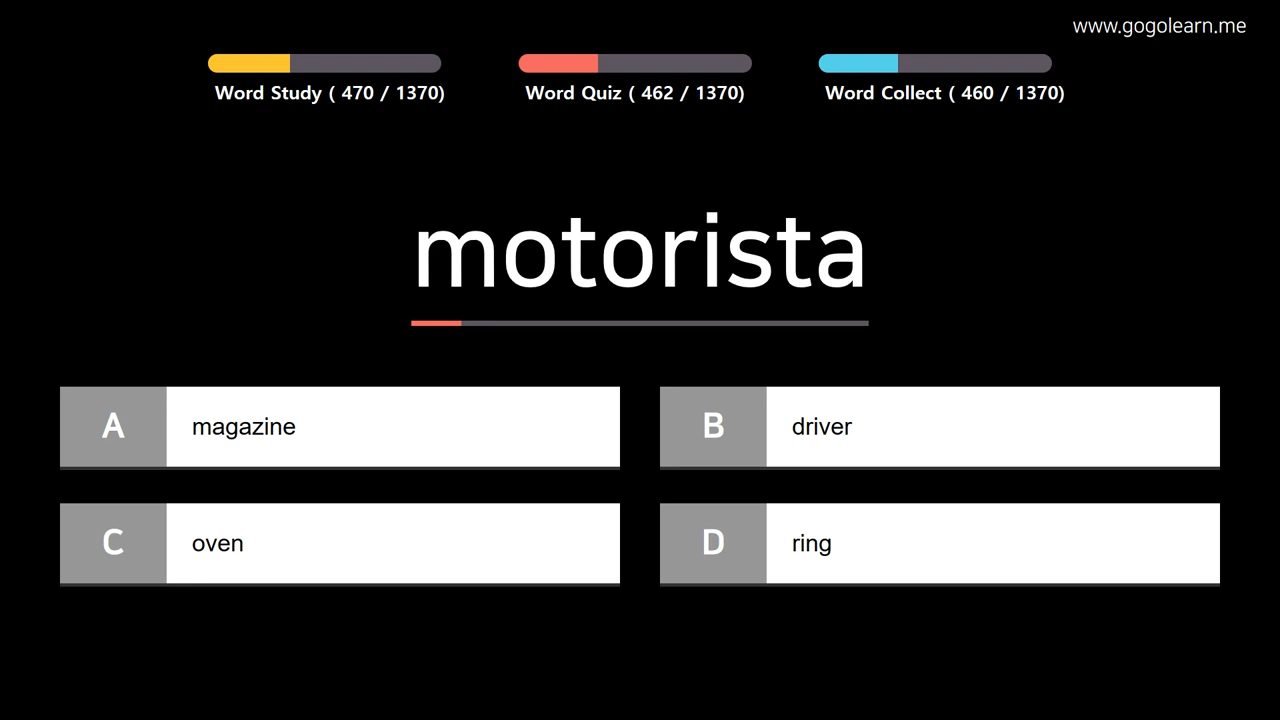 www.gogolearn.me
Word Study ( 470 / 1370)
Word Quiz ( 462 / 1370)
Word Collect ( 460 / 1370)
motorista
A magazine
B driver
C oven
D ring